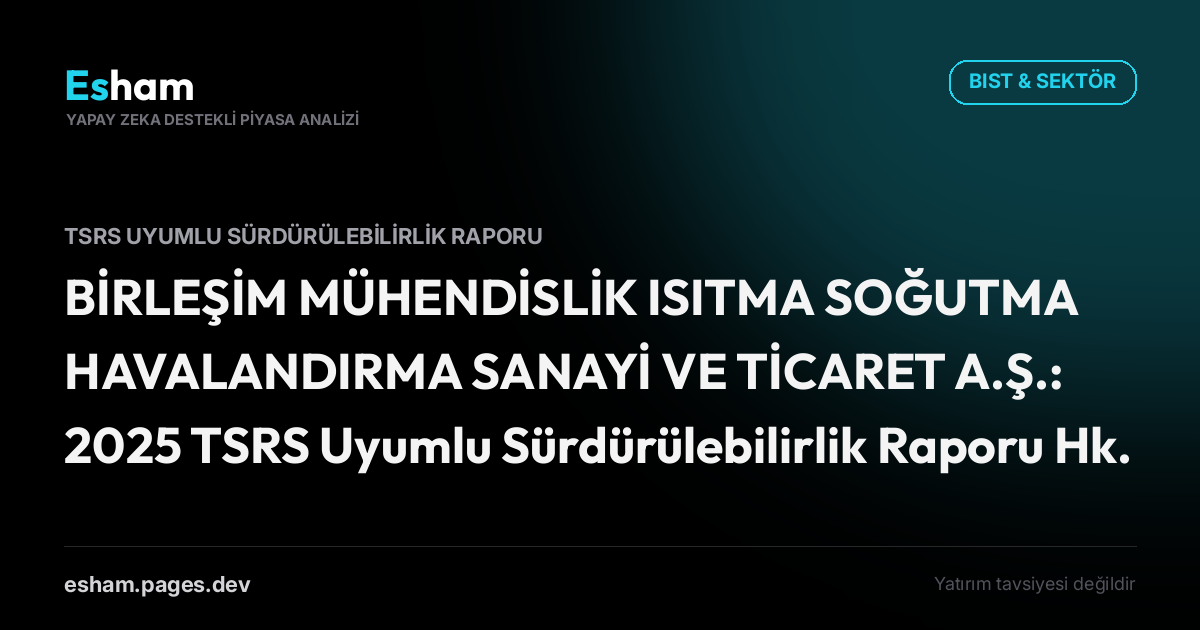 Esham
BIST & SEKTÖR
YAPAY ZEKA DESTEKLİ PİYASA ANALİZİ
TSRS UYUMLU SÜRDÜRÜLEBİLİRLİK RAPORU
BİRLEŞİM MÜHENDİSLİK ISITMA SOĞUTMA
HAVALANDIRMA SANAYİ VE TİCARET A.Ş.:
2025 TSRS Uyumlu Sürdürülebilirlik Raporu Hk.
esham.pages.dev
Yatırım tavsiyesi değildir